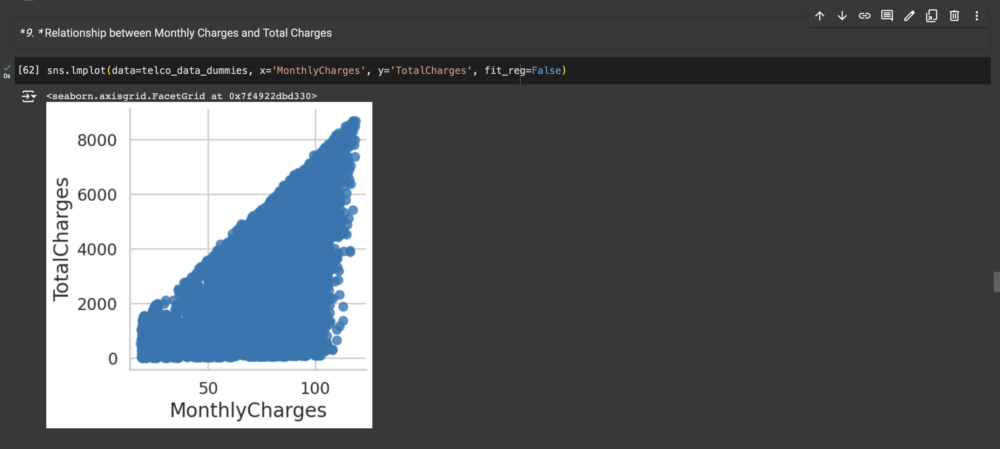 *9. *Relationship between Monthly Charges and Total Charges
[62] sns.lmplot(data=telco_data_dummies, x='MonthlyCharges', y='TotalCharges', fit_reg=False)
0s
<seaborn.axisgrid.FacetGrid at 0x7f4922dbd330>
8000
6000
4000
2000
0
TotalCharges
50 100
MonthlyCharges